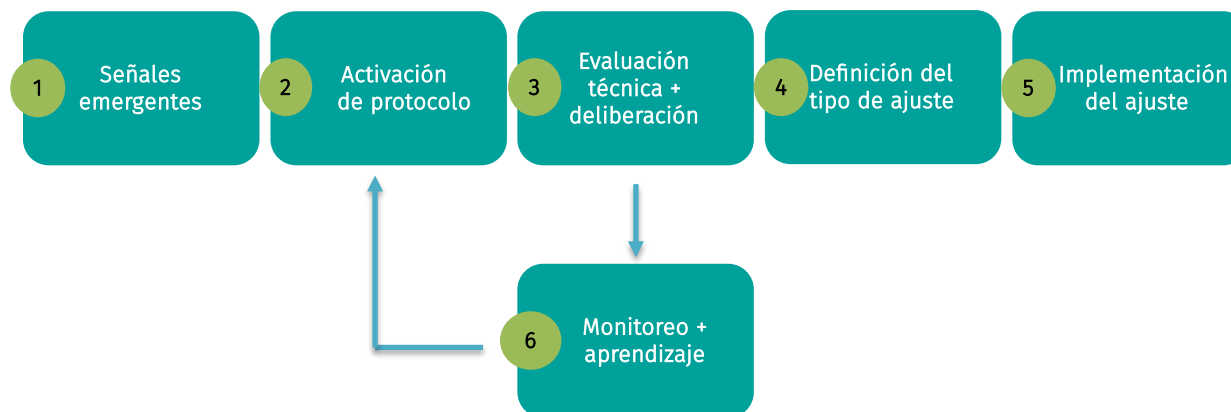 1
Señales
emergentes
2
Activación
de protocolo
3
Evaluación
técnica +
deliberación
4
Definición del
tipo de ajuste
5
Implementación
del ajuste
6
Monitoreo +
aprendizaje